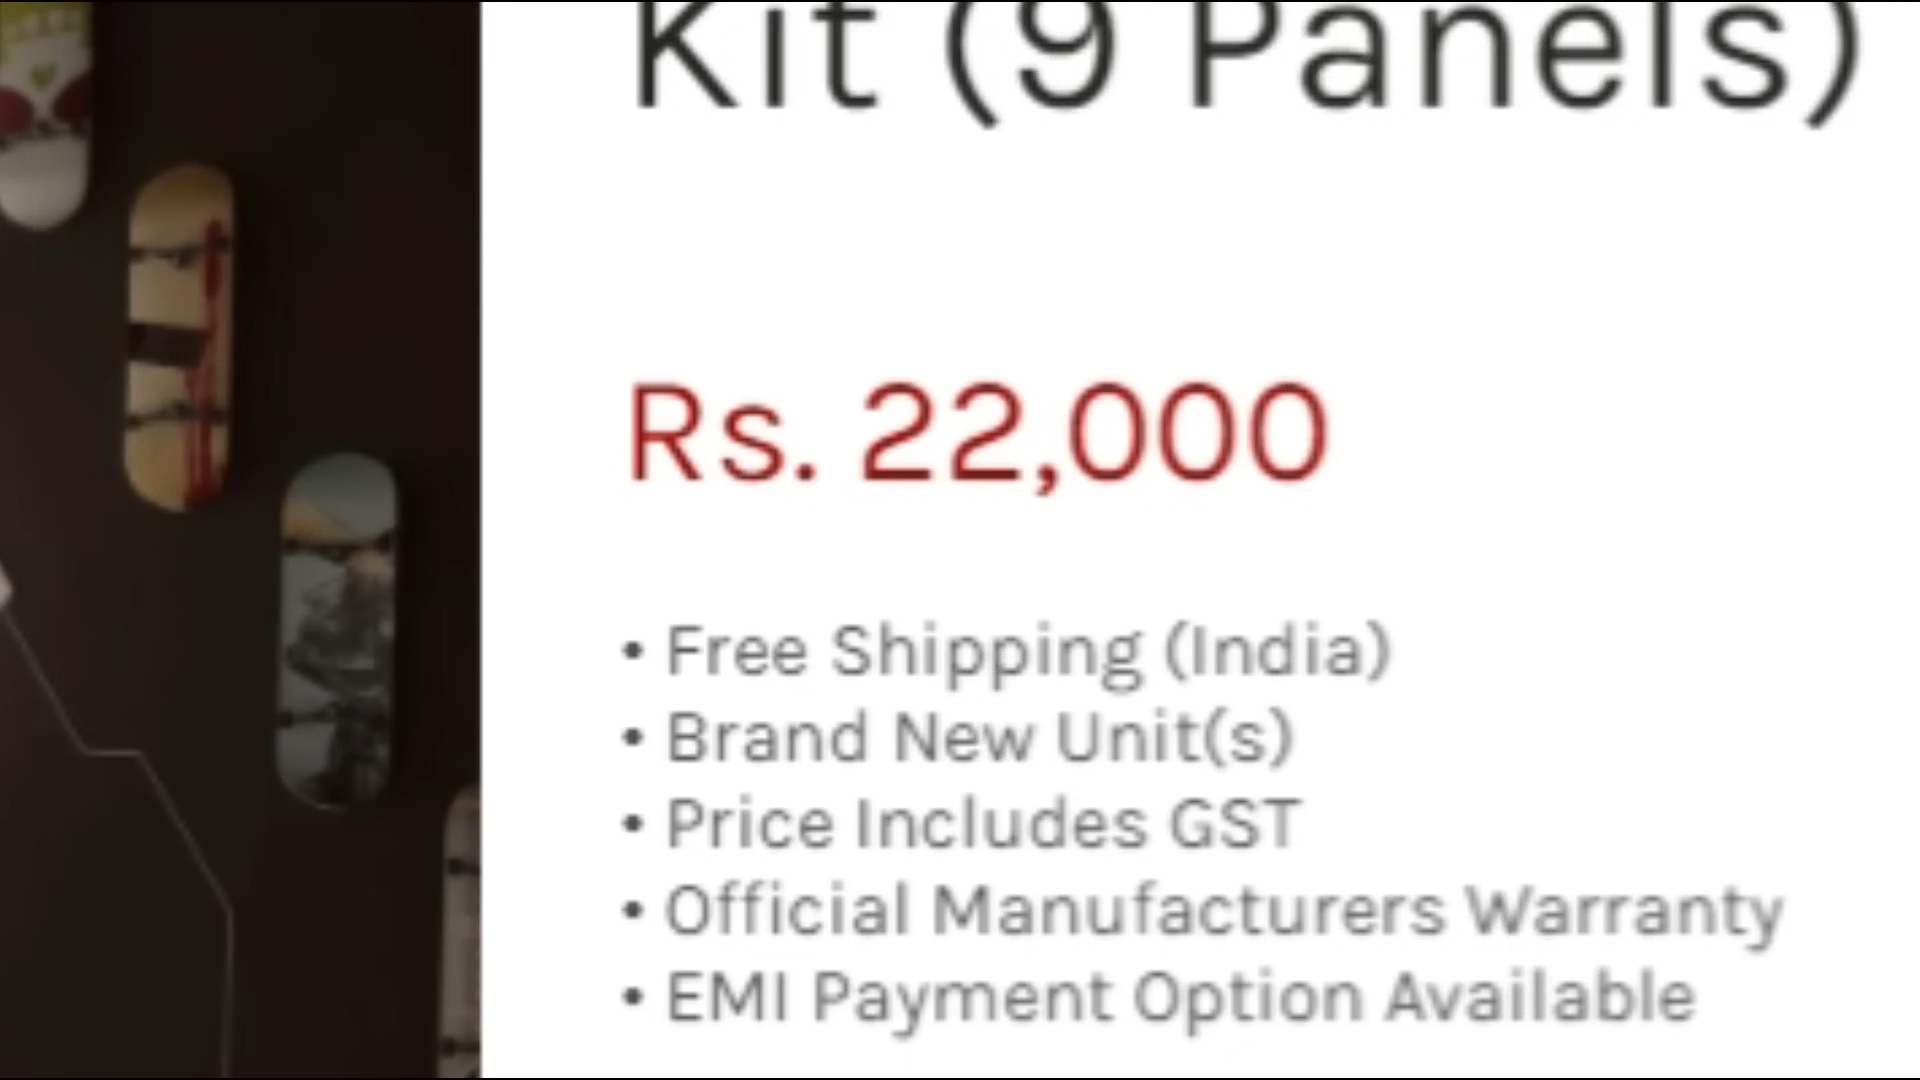 Kit (9 Panels)
Rs. 22,000
• Free Shipping (India)
• Brand New Unit(s)
• Price Includes GST
• Official Manufacturers Warranty
• EMI Payment Option Available